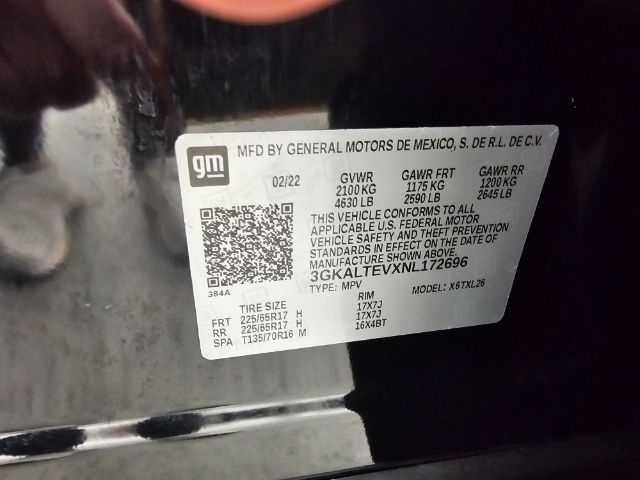 gm
MFD BY GENERAL MOTORS DE MEXICO, S. DE R.L. DE C.V.
02/22 GVWR GAWR FRT GAWR RR
2100 KG 1175 KG 1200 KG
4630 LB 2590 LB 2645 LB
THIS VEHICLE CONFORMS TO ALL
APPLICABLE U.S. FEDERAL MOTOR
VEHICLE SAFETY AND THEFT PREVENTION
STANDARDS IN EFFECT ON THE DATE OF
MANUFACTURE SHOWN ABOVE.
3GKALTEVXNL172696
384A TYPE: MPV MODEL: X6TXL26
TIRE SIZE RIM
FRT 225/65R17 H 17X7J
RR 225/65R17 H 17X7J
SPA T135/70R16 M 16X4BT